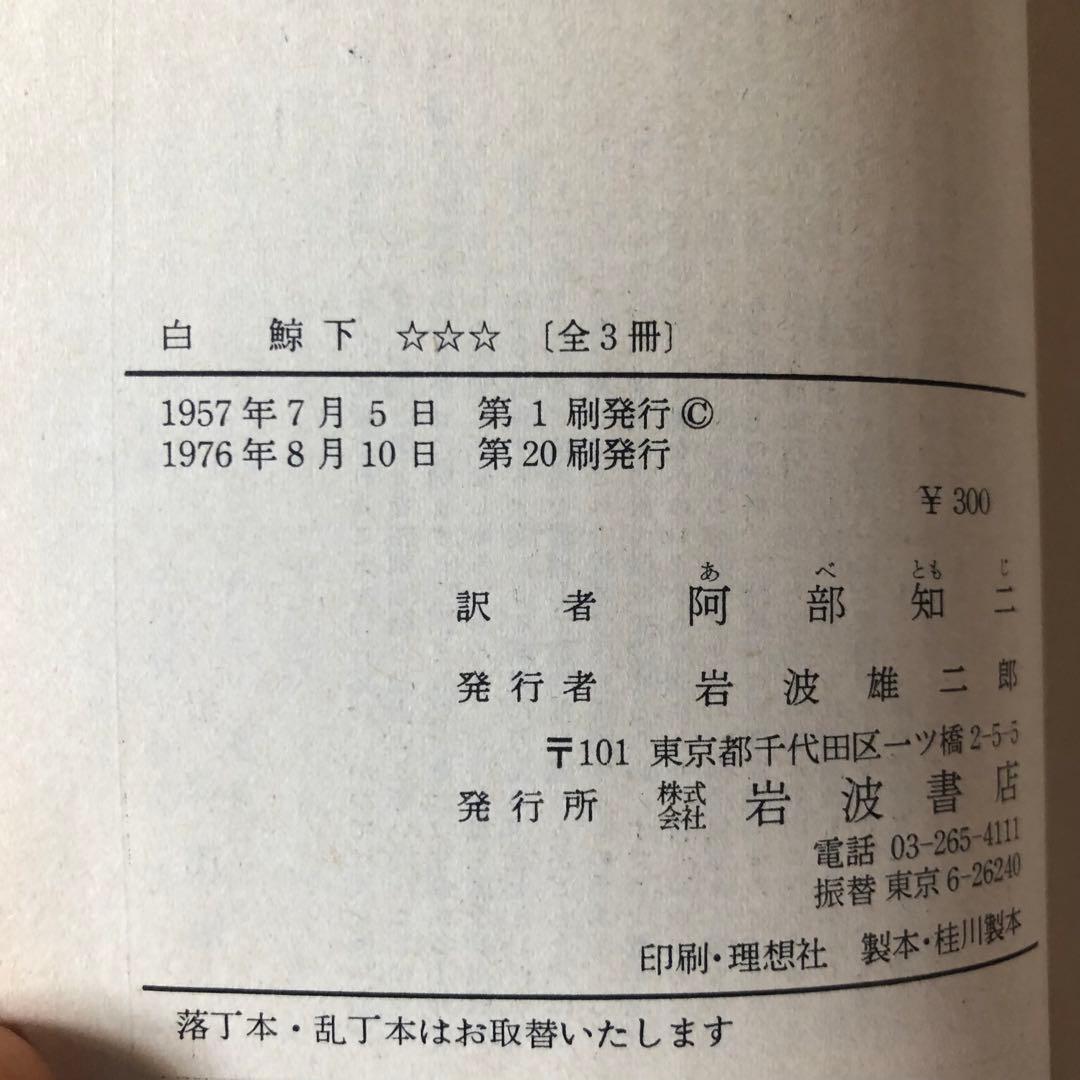 白鯨 下 ☆☆☆ 〔全3冊〕
1957年7月5日 第1刷発行©
1976年8月10日 第20刷発行
¥300
あべともじ
訳者 阿部知二
発行者 岩波雄二郎
〒101 東京都千代田区一ツ橋2-5-5
発行所 株式会社 岩波書店
電話 03-265-4111
振替 東京6-26240
印刷・理想社 製本・桂川製本
落丁本・乱丁本はお取替いたします